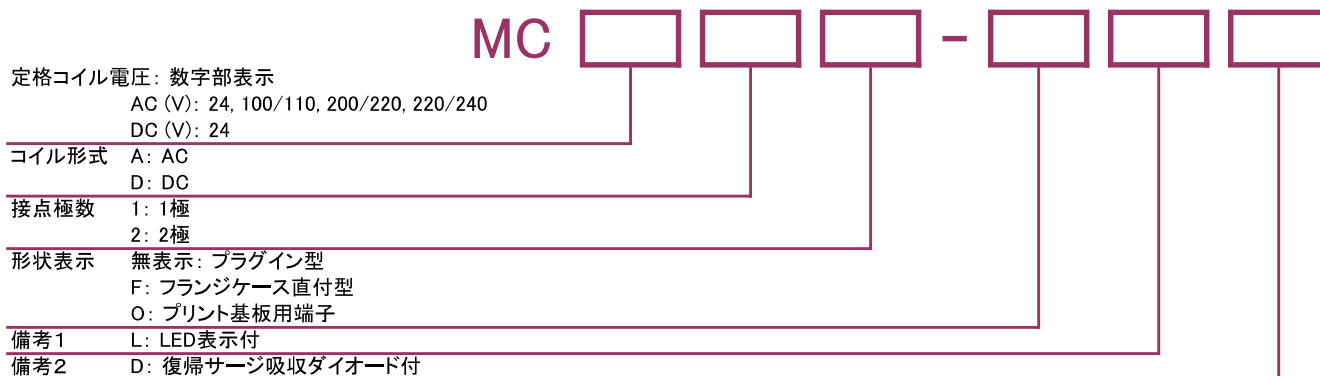 MC -
定格コイル電圧: 数字部表示
AC (V): 24, 100/110, 200/220, 220/240
DC (V): 24
コイル形式 A: AC
D: DC
接点極数 1: 1極
2: 2極
形状表示 無表示: プラグイン型
F: フランジケース直付型
O: プリント基板用端子
備考1 L: LED表示付
備考2 D: 復帰サージ吸収ダイオード付